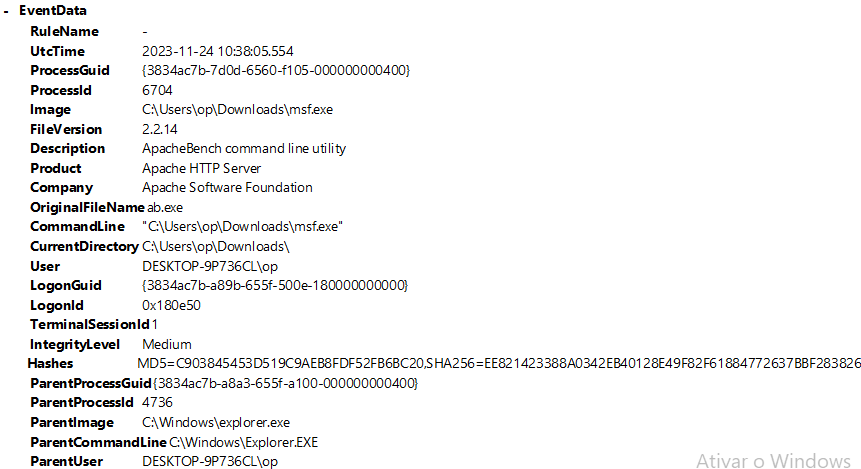 - EventData
RuleName -
UtcTime 2023-11-24 10:38:05.554
ProcessGuid {3834ac7b-7d0d-6560-f105-000000000400}
ProcessId 6704
Image C:\Users\op\Downloads\msf.exe
FileVersion 2.2.14
Description ApacheBench command line utility
Product Apache HTTP Server
Company Apache Software Foundation
OriginalFileName ab.exe
CommandLine "C:\Users\op\Downloads\msf.exe"
CurrentDirectory C:\Users\op\Downloads\
User DESKTOP-9P736CL\op
LogonGuid {3834ac7b-a89b-655f-500e-180000000000}
LogonId 0x180e50
TerminalSessionId 1
IntegrityLevel Medium
Hashes MD5=C903845453D519C9AEB8FDF52FB6BC20,SHA256=EE821423388A0342EB40128E49F82F61884772637BBF283826
ParentProcessGuid {3834ac7b-a8a3-655f-a100-000000000400}
ParentProcessId 4736
ParentImage C:\Windows\explorer.exe
ParentCommandLine C:\Windows\Explorer.EXE
ParentUser DESKTOP-9P736CL\op
Ativar o Windows